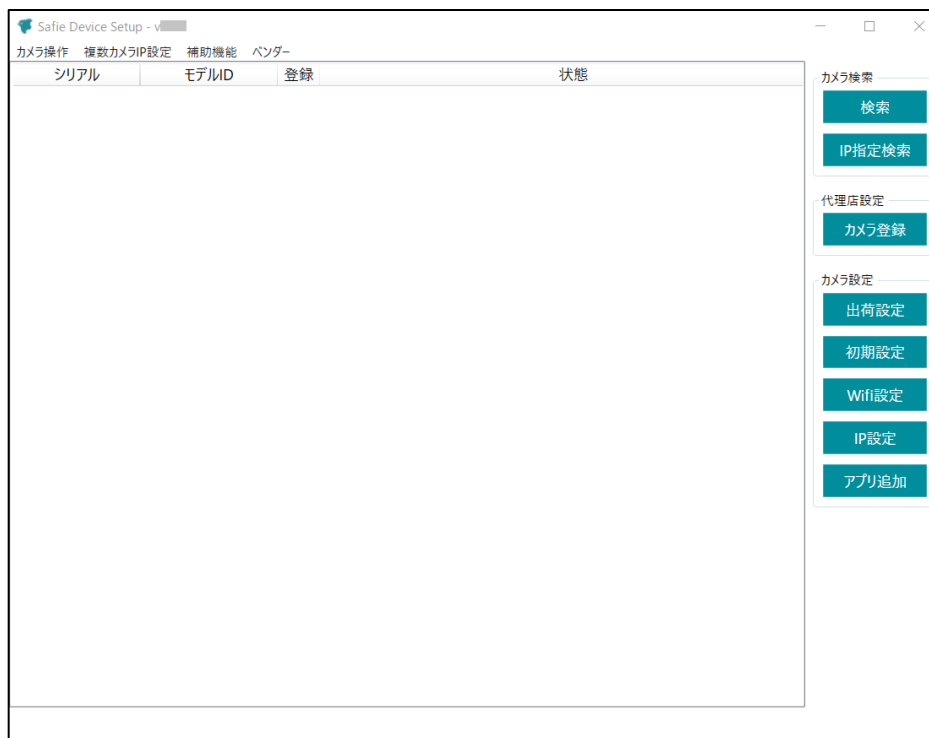 Safie Device Setup - v
カメラ操作 複数カメラIP設定 補助機能 ベンダー
シリアル モデルID 登録 状態
カメラ検索
検索
IP指定検索
代理店設定
カメラ登録
カメラ設定
出荷設定
初期設定
Wifi設定
IP設定
アプリ追加